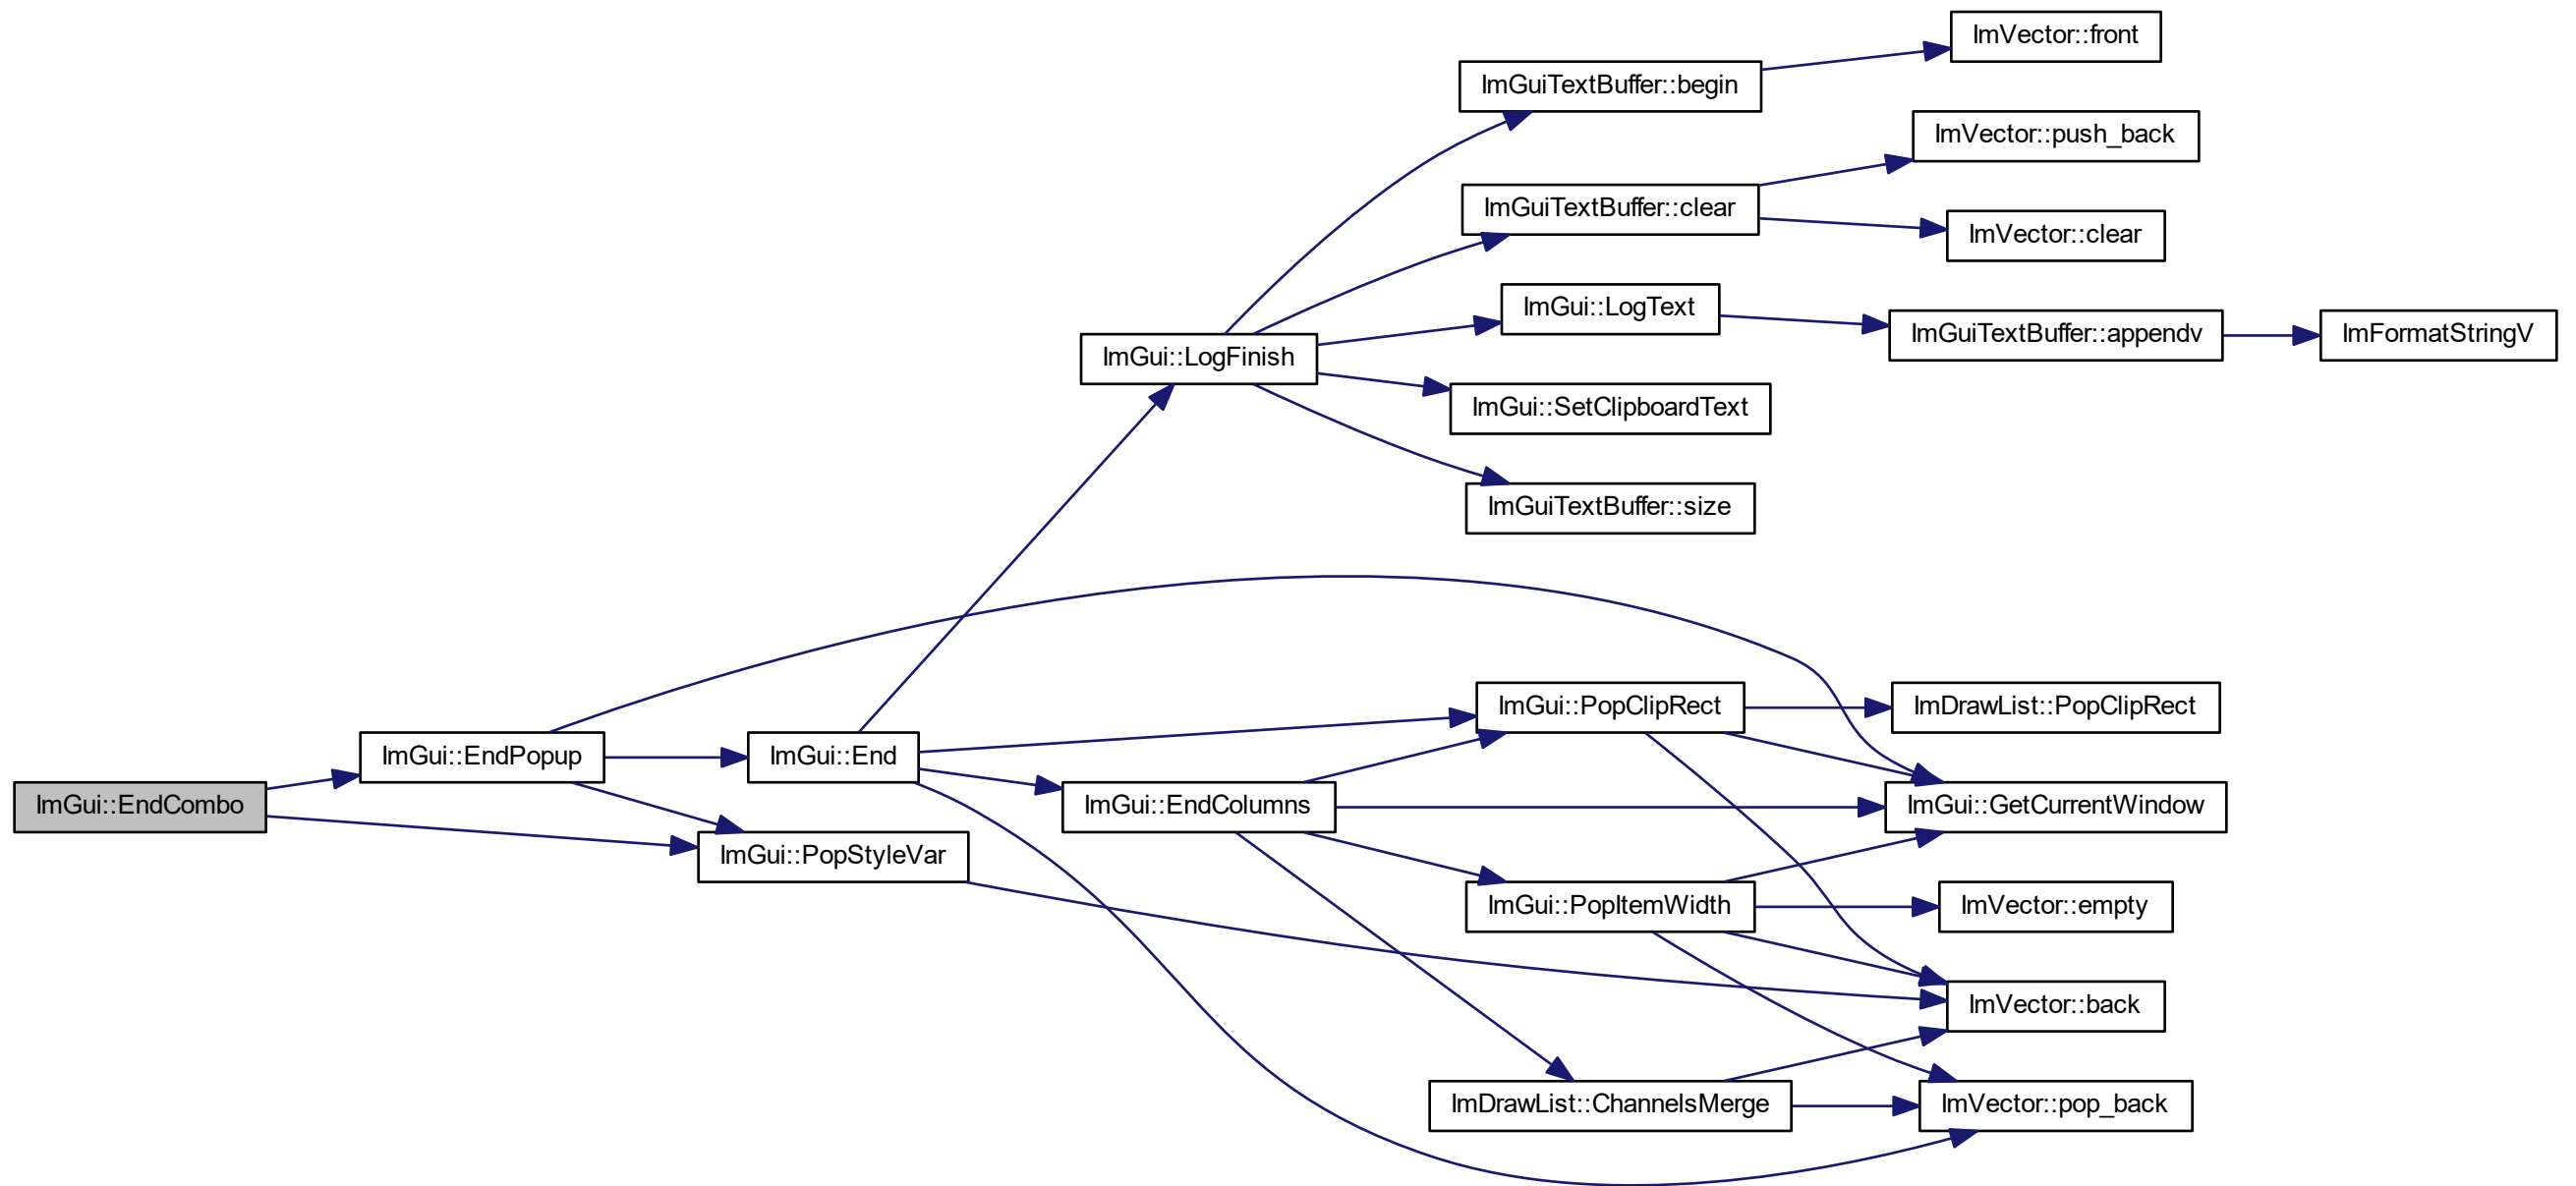 ImVector::front
ImGuiTextBuffer::begin
ImVector::push_back
ImGuiTextBuffer::clear
ImVector::clear
ImGui::LogText
ImGuiTextBuffer::appendv
ImFormatStringV
ImGui::LogFinish
ImGui::SetClipboardText
ImGuiTextBuffer::size
ImGui::PopClipRect
ImDrawList::PopClipRect
ImGui::EndPopup
ImGui::End
ImGui::EndCombo
ImGui::EndColumns
ImGui::GetCurrentWindow
ImGui::PopStyleVar
ImGui::PopItemWidth
ImVector::empty
ImVector::back
ImDrawList::ChannelsMerge
ImVector::pop_back